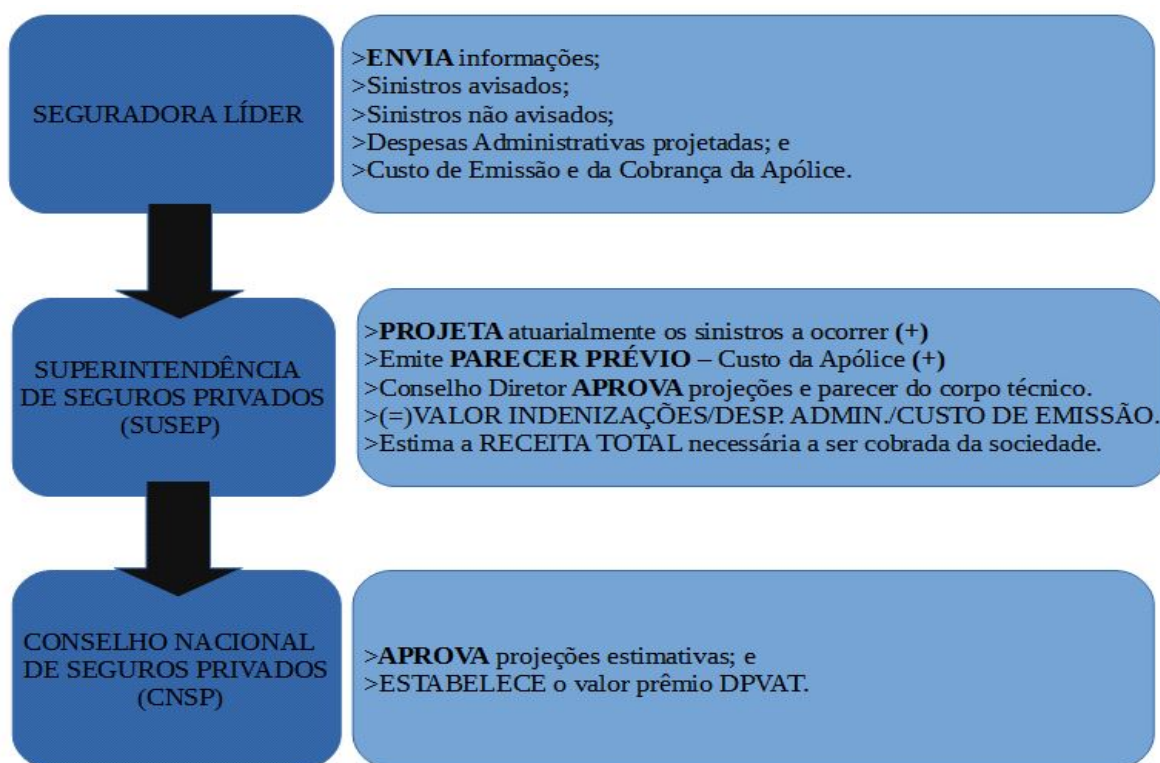 SEGURADORA LÍDER
>ENVIA informações;
>Sinistros avisados;
>Sinistros não avisados;
>Despesas Administrativas projetadas; e
>Custo de Emissão e da Cobrança da Apólice.
SUPERINTENDÊNCIA
DE SEGUROS PRIVADOS
(SUSEP)
>PROJETA atuarialmente os sinistros a ocorrer (+)
>Emite PARECER PRÉVIO – Custo da Apólice (+)
>Conselho Diretor APROVA projeções e parecer do corpo técnico.
>(=)VALOR INDENIZAÇÕES/DESP. ADMIN./CUSTO DE EMISSÃO.
>Estima a RECEITA TOTAL necessária a ser cobrada da sociedade.
CONSELHO NACIONAL
DE SEGUROS PRIVADOS
(CNSP)
>APROVA projeções estimativas; e
>ESTABELECE o valor prêmio DPVAT.